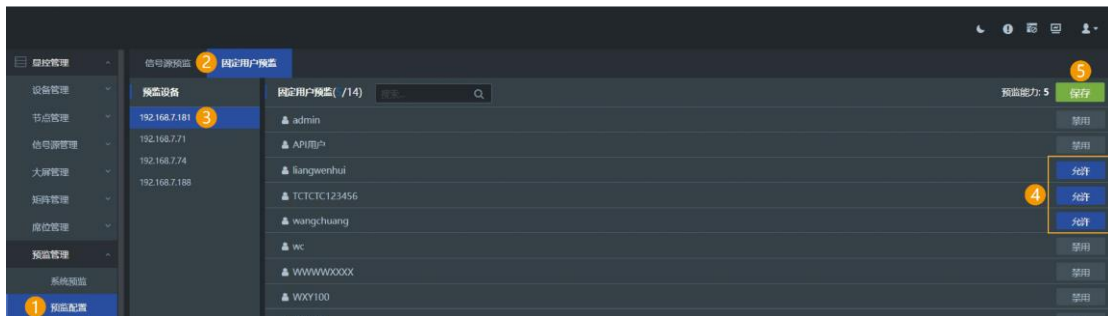 显控管理
信号源预监
2
固定用户预监
5
设备管理
预监设备
固定用户预监( /14)
搜索...
预监能力: 5
保存
节点管理
192.168.7.181
3
admin
禁用
信号源管理
192.168.7.71
API用户
禁用
大屏管理
192.168.7.74
liangwenhui
允许
矩阵管理
192.168.7.188
TCTCTC123456
4
允许
席位管理
wangchuang
允许
预监管理
wc
禁用
系统预监
WWWWXXXX
禁用
1
预监配置
WXY100
禁用